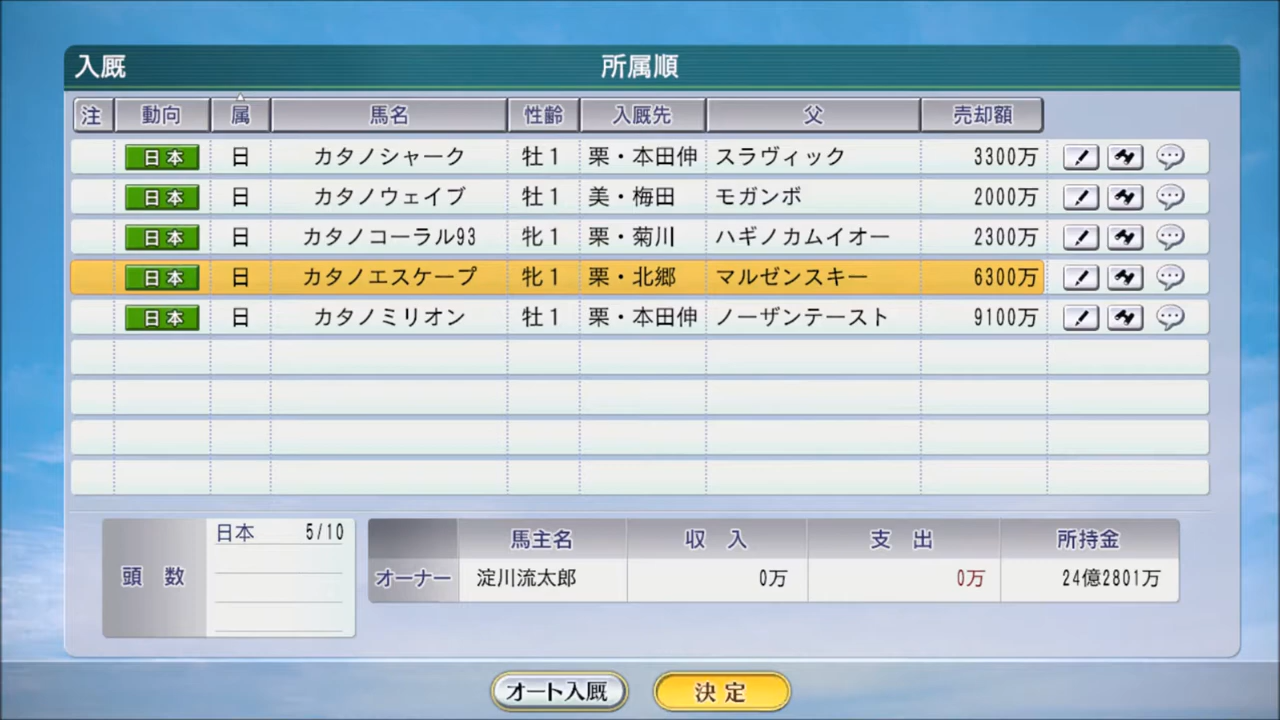 入厩 所属順
注 動向 属 馬名 性齢 入厩先 父 売却額
日本 日 カタノシャーク 牡1 栗・本田伸 スラヴィック 3300万
日本 日 カタノウェイブ 牡1 美・梅田 モガンボ 2000万
日本 日 カタノコーラル93 牝1 栗・菊川 ハギノカムイオー 2300万
日本 日 カタノエスケープ 牝1 栗・北郷 マルゼンスキー 6300万
日本 日 カタノミリオン 牡1 栗・本田伸 ノーザンテースト 9100万
頭数 日本 5/10
馬主名 収入 支出 所持金
オーナー 淀川流太郎 0万 0万 24億2801万
オート入厩 決定